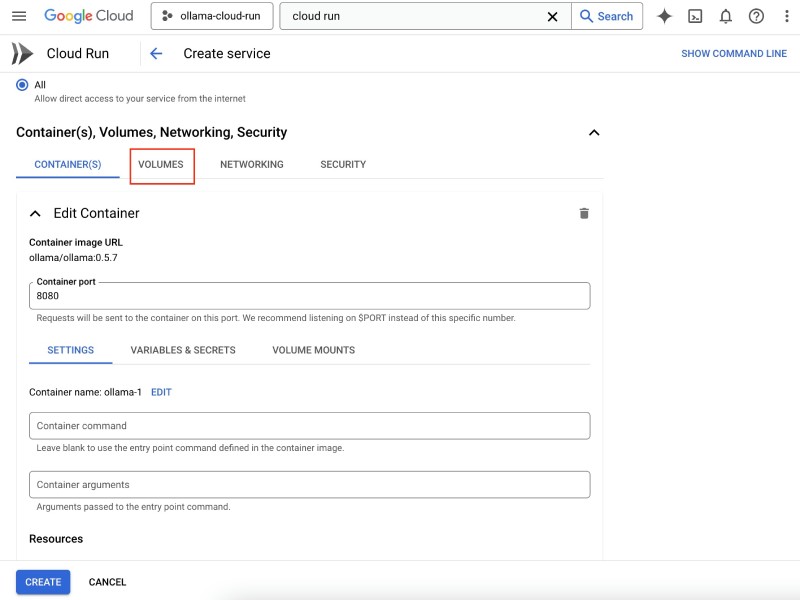 Google Cloud
ollama-cloud-run
cloud run
Search
Cloud Run
Create service
SHOW COMMAND LINE
All
Allow direct access to your service from the internet
Container(s), Volumes, Networking, Security
CONTAINER(S) VOLUMES NETWORKING SECURITY
Edit Container
Container image URL
ollama/ollama:0.5.7
Container port
8080
Requests will be sent to the container on this port. We recommend listening on $PORT instead of this specific number.
SETTINGS VARIABLES & SECRETS VOLUME MOUNTS
Container name: ollama-1 EDIT
Container command
Leave blank to use the entry point command defined in the container image.
Container arguments
Arguments passed to the entry point command.
Resources
CREATE CANCEL